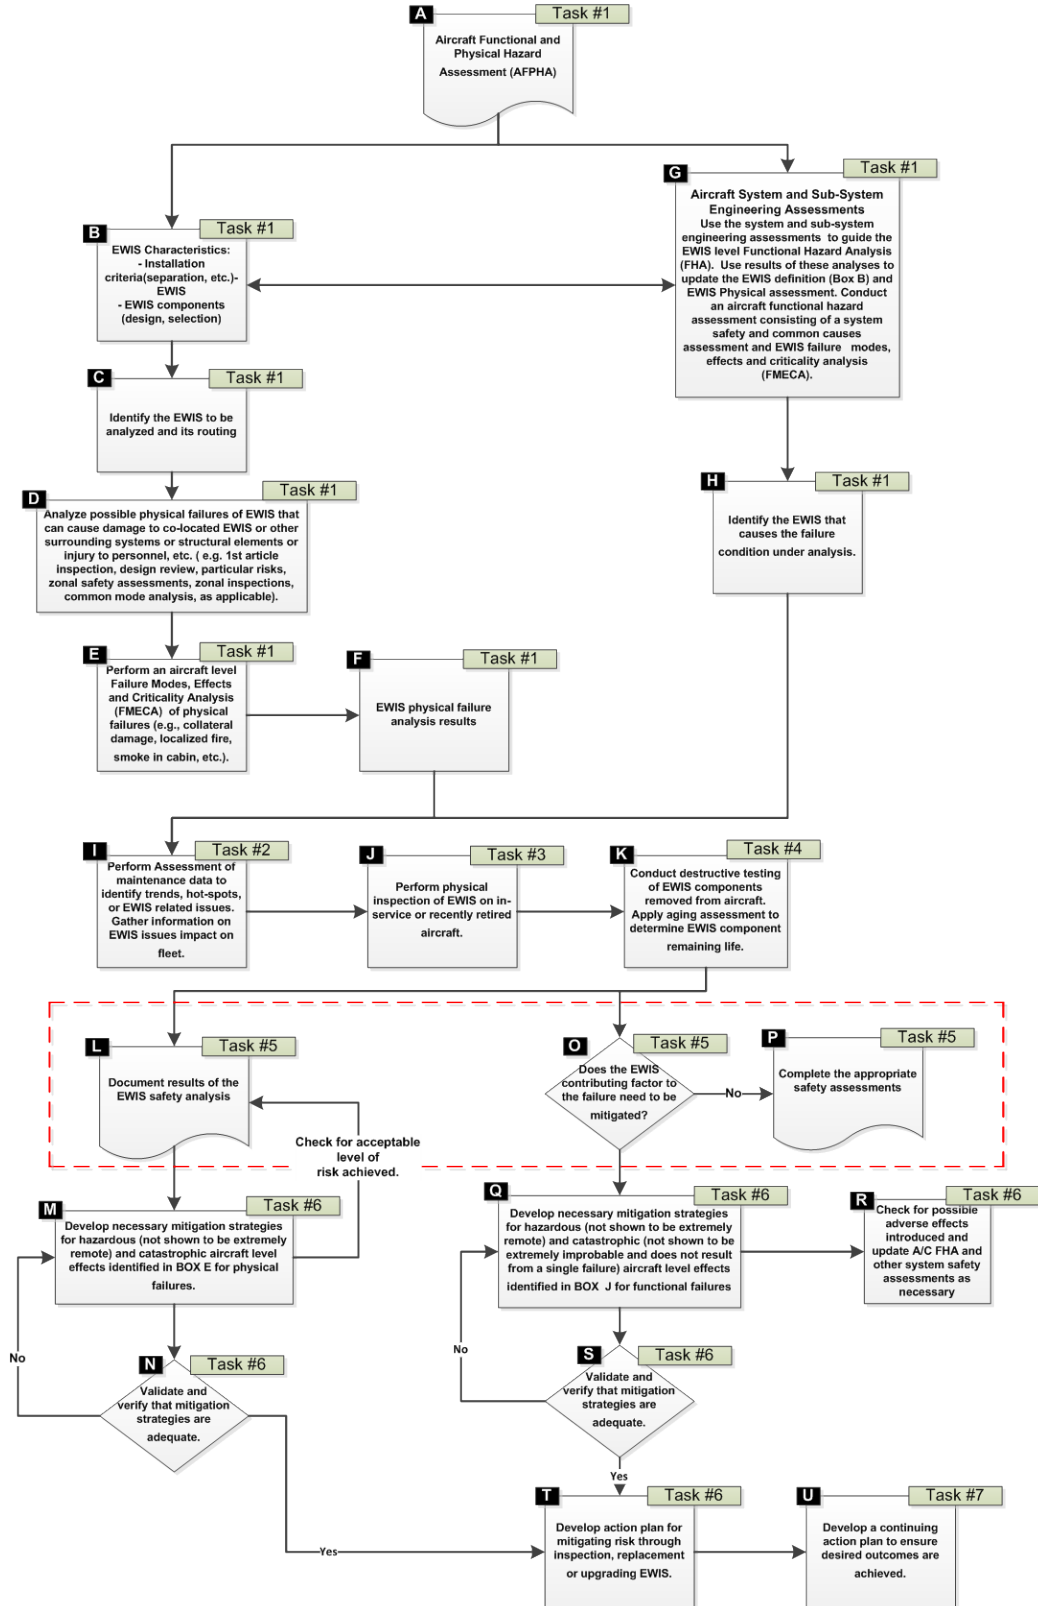 A
Task #1
Aircraft Functional and
Physical Hazard
Assessment (AFPHA)
B
Task #1
EWIS Characteristics:
- Installation
criteria(separation, etc.)-
EWIS
- EWIS components
(design, selection)
G
Task #1
Aircraft System and Sub-System
Engineering Assessments
Use the system and sub-system
engineering assessments to guide the
EWIS level Functional Hazard Analysis
(FHA). Use results of these analyses to
update the EWIS definition (Box B) and
EWIS Physical assessment. Conduct
an aircraft functional hazard
assessment consisting of a system
safety and common causes
assessment and EWIS failure modes,
effects and criticality analysis
(FMECA).
C
Task #1
Identify the EWIS to be
analyzed and its routing
D
Task #1
Analyze possible physical failures of EWIS that
can cause damage to co-located EWIS or other
surrounding systems or structural elements or
injury to personnel, etc. ( e.g. 1st article
inspection, design review, particular risks,
zonal safety assessments, zonal inspections,
common mode analysis, as applicable).
H
Task #1
Identify the EWIS that
causes the failure
condition under analysis.
E
Task #1
Perform an aircraft level
Failure Modes, Effects
and Criticality Analysis
(FMECA) of physical
failures (e.g., collateral
damage, localized fire,
smoke in cabin, etc.).
F
Task #1
EWIS physical failure
analysis results
I
Task #2
Perform Assessment of
maintenance data to
identify trends, hot-spots,
or EWIS related issues.
Gather information on
EWIS issues impact on
fleet.
J
Task #3
Perform physical
inspection of EWIS on in-
service or recently retired
aircraft.
K
Task #4
Conduct destructive testing
of EWIS components
removed from aircraft.
Apply aging assessment to
determine EWIS component
remaining life.
L
Task #5
Document results of the
EWIS safety analysis
O
Task #5
Does the EWIS
contributing factor to
the failure need to be
mitigated?
No
P
Task #5
Complete the appropriate
safety assessments
Check for acceptable
level of
risk achieved.
M
Task #6
Develop necessary mitigation strategies
for hazardous (not shown to be extremely
remote) and catastrophic aircraft level
effects identified in BOX E for physical
failures.
Q
Task #6
Develop necessary mitigation strategies
for hazardous (not shown to be extremely
remote) and catastrophic (not shown to be
extremely improbable and does not result
from a single failure) aircraft level effects
identified in BOX J for functional failures
R
Task #6
Check for possible
adverse effects
introduced and
update A/C FHA and
other system safety
assessments as
necessary
No
N
Task #6
Validate and
verify that mitigation
strategies are
adequate.
No
S
Task #6
Validate and
verify that mitigation
strategies are
adequate.
Yes
Yes
T
Task #6
Develop action plan for
mitigating risk through
inspection, replacement
or upgrading EWIS.
U
Task #7
Develop a continuing
action plan to ensure
desired outcomes are
achieved.